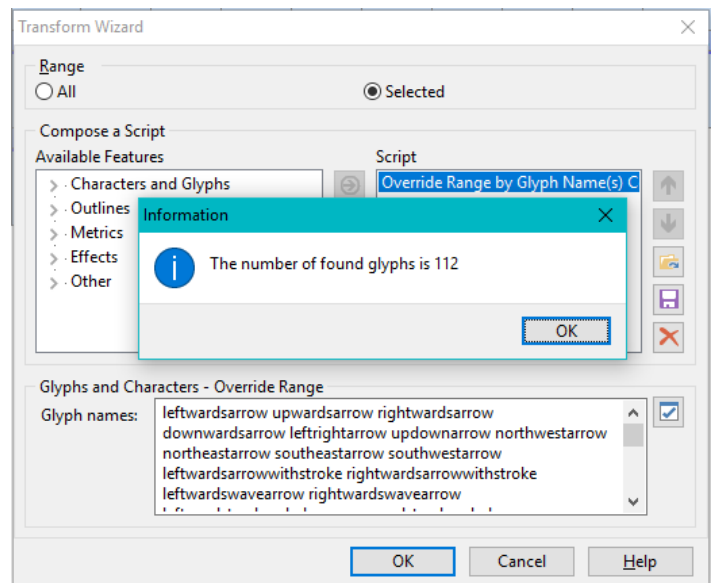 Transform Wizard
Range
All
Selected
Compose a Script
Available Features
Script
Characters and Glyphs
Outlines
Metrics
Effects
Other
Override Range by Glyph Name(s) C
Information
The number of found glyphs is 112
OK
Glyphs and Characters - Override Range
Glyph names:
leftwardsarrow upwardsarrow rightwardsarrow
downwardsarrow leftrightarrow updownarrow northwestarrow
northeastarrow southeastarrow southwestarrow
leftwardsarrowwithstroke rightwardsarrowwithstroke
leftwardswavearrow rightwardswavearrow
OK
Cancel
Help